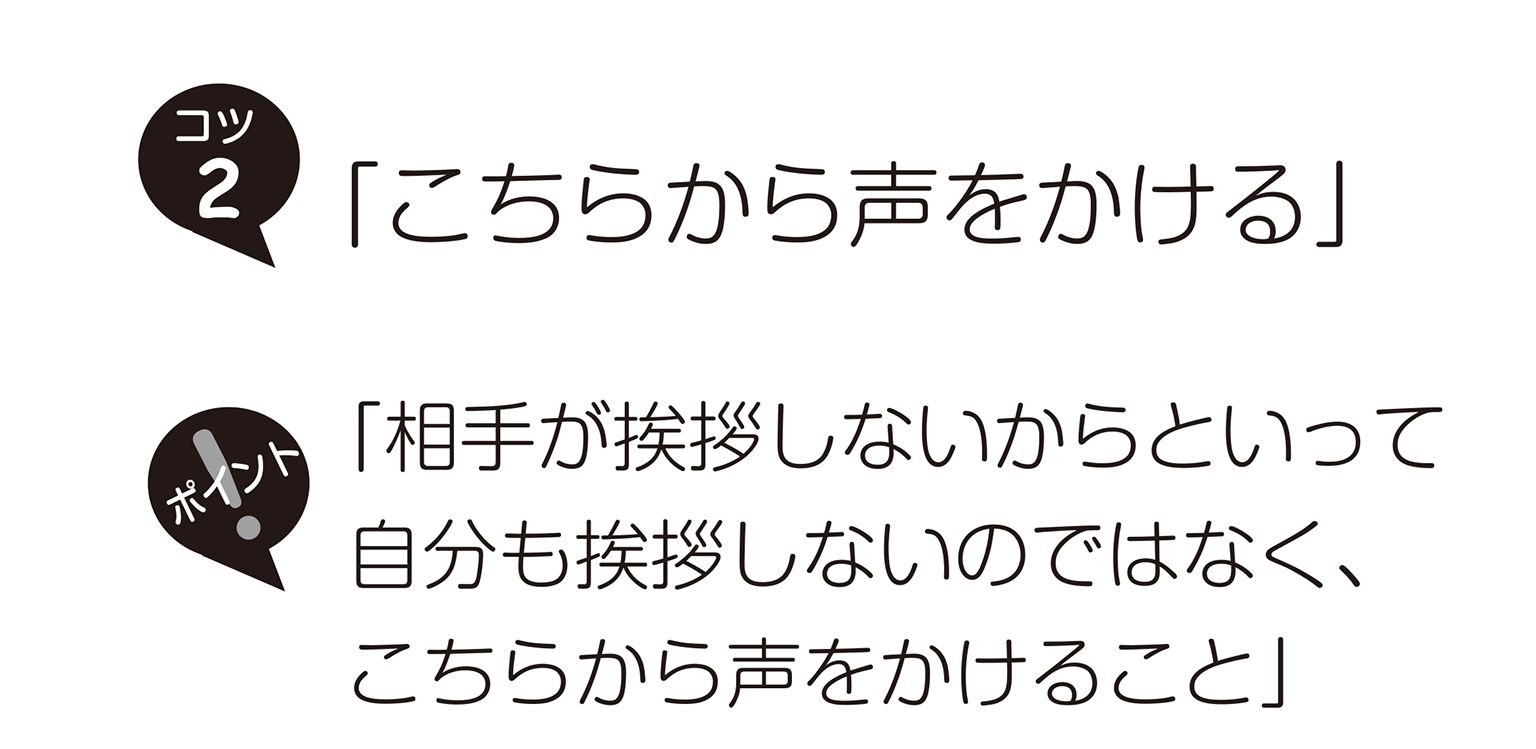 コツ
2
「こちらから声をかける」
ポイント
「相手が挨拶しないからといって
自分も挨拶しないのではなく、
こちらから声をかけること」